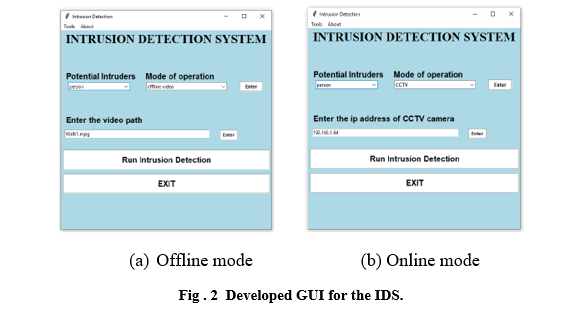 Intrusion Detection
Tools About
INTRUSION DETECTION SYSTEM
Potential Intruders Mode of operation
person offline video Enter
Enter the video path
Walk1.mpg Enter
Run Intrusion Detection
EXIT
Intrusion Detection
Tools About
INTRUSION DETECTION SYSTEM
Potential Intruders Mode of operation
person CCTV Enter
Enter the ip address of CCTV camera
192.168.1.64 Enter
Run Intrusion Detection
EXIT
(a) Offline mode (b) Online mode
Fig . 2 Developed GUI for the IDS.